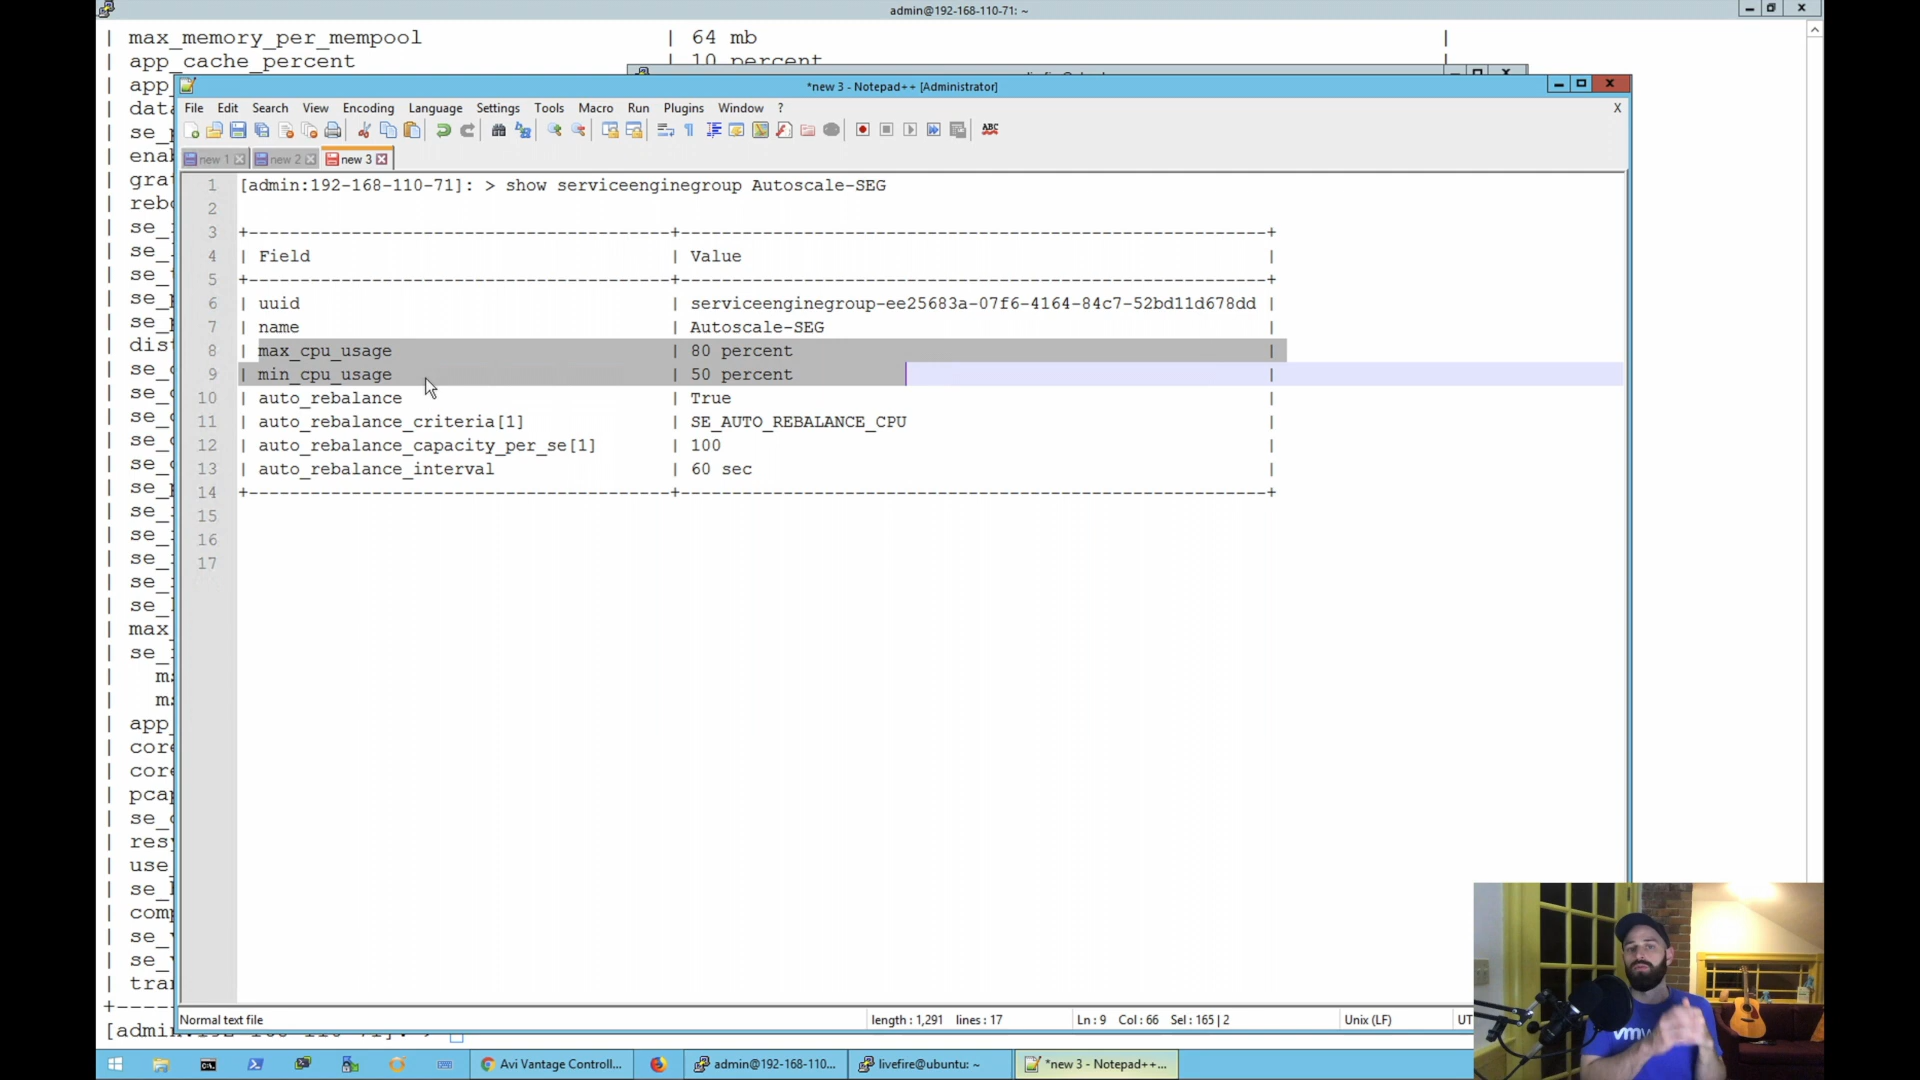 admin@192-168-110-71: ~
| max_memory_per_mempool | 64 mb |
| app_cache_percent | 10 percent
*new 3 - Notepad++ [Administrator]
File Edit Search View Encoding Language Settings Tools Macro Run Plugins Window ? X
new 1 new 2 new 3
1 [admin:192-168-110-71]: > show serviceenginegroup Autoscale-SEG
2
3 +-----------------------------------------+---------------------------------------------------------+
4 | Field | Value
5 +-----------------------------------------+---------------------------------------------------------+
6 | uuid | serviceenginegroup-ee25683a-07f6-4164-84c7-52bd11d678dd |
7 | name | Autoscale-SEG |
8 | max_cpu_usage | 80 percent |
9 | min_cpu_usage | 50 percent |
10 | auto_rebalance | True |
11 | auto_rebalance_criteria[1] | SE_AUTO_REBALANCE_CPU |
12 | auto_rebalance_capacity_per_se[1] | 100 |
13 | auto_rebalance_interval | 60 sec |
14 +-----------------------------------------+---------------------------------------------------------+
15
16
17
Normal text file length : 1,291 lines : 17 Ln : 9 Col : 66 Sel : 165 | 2 Unix (LF) UT
Avi Vantage Controll... admin@192-168-110... livefire@ubuntu: ~ *new 3 - Notepad++...
vmw